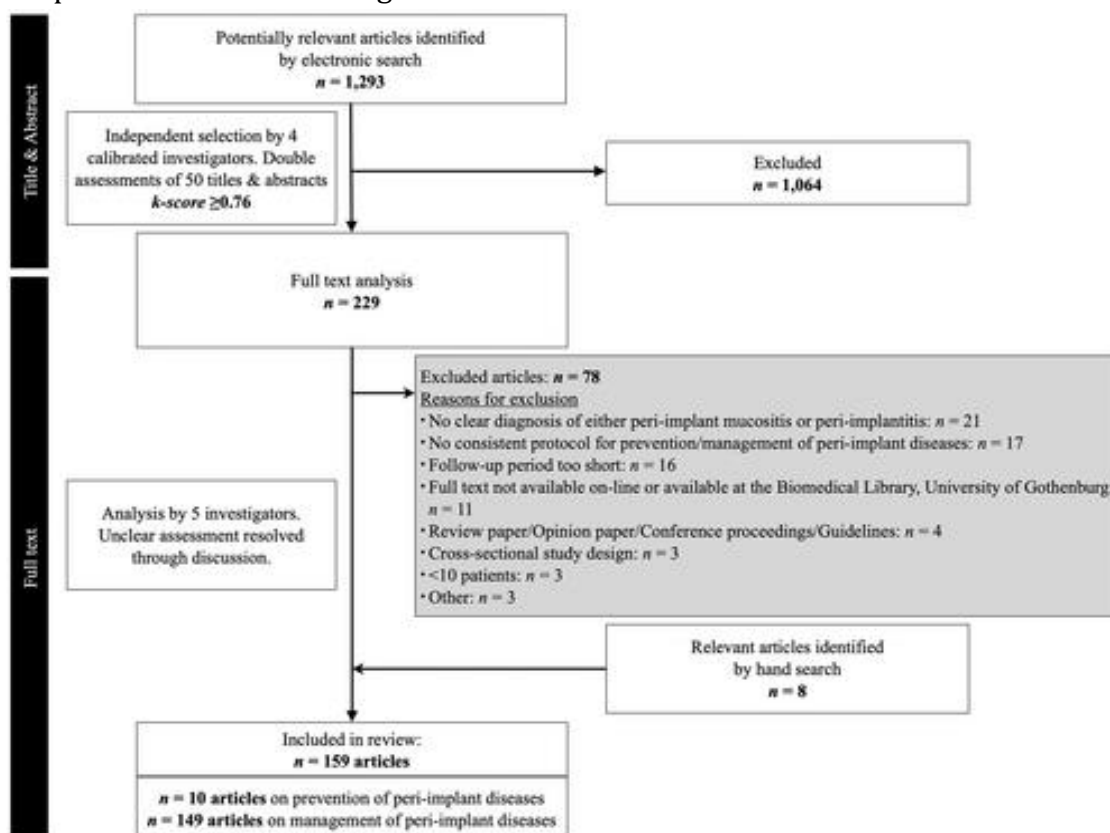 Potentially relevant articles identified
by electronic search
n = 1,293
Title & Abstract
Independent selection by 4
calibrated investigators. Double
assessments of 50 titles & abstracts
k-score ≥0.76
Excluded
n = 1,064
Full text analysis
n = 229
Full text
Excluded articles: n = 78
Reasons for exclusion
• No clear diagnosis of either peri-implant mucositis or peri-implantitis: n = 21
• No consistent protocol for prevention/management of peri-implant diseases: n = 17
• Follow-up period too short: n = 16
• Full text not available on-line or available at the Biomedical Library, University of Gothenburg:
n = 11
• Review paper/Opinion paper/Conference proceedings/Guidelines: n = 4
• Cross-sectional study design: n = 3
• <10 patients: n = 3
• Other: n = 3
Analysis by 5 investigators.
Unclear assessment resolved
through discussion.
Relevant articles identified
by hand search
n = 8
Included in review:
n = 159 articles
n = 10 articles on prevention of peri-implant diseases
n = 149 articles on management of peri-implant diseases